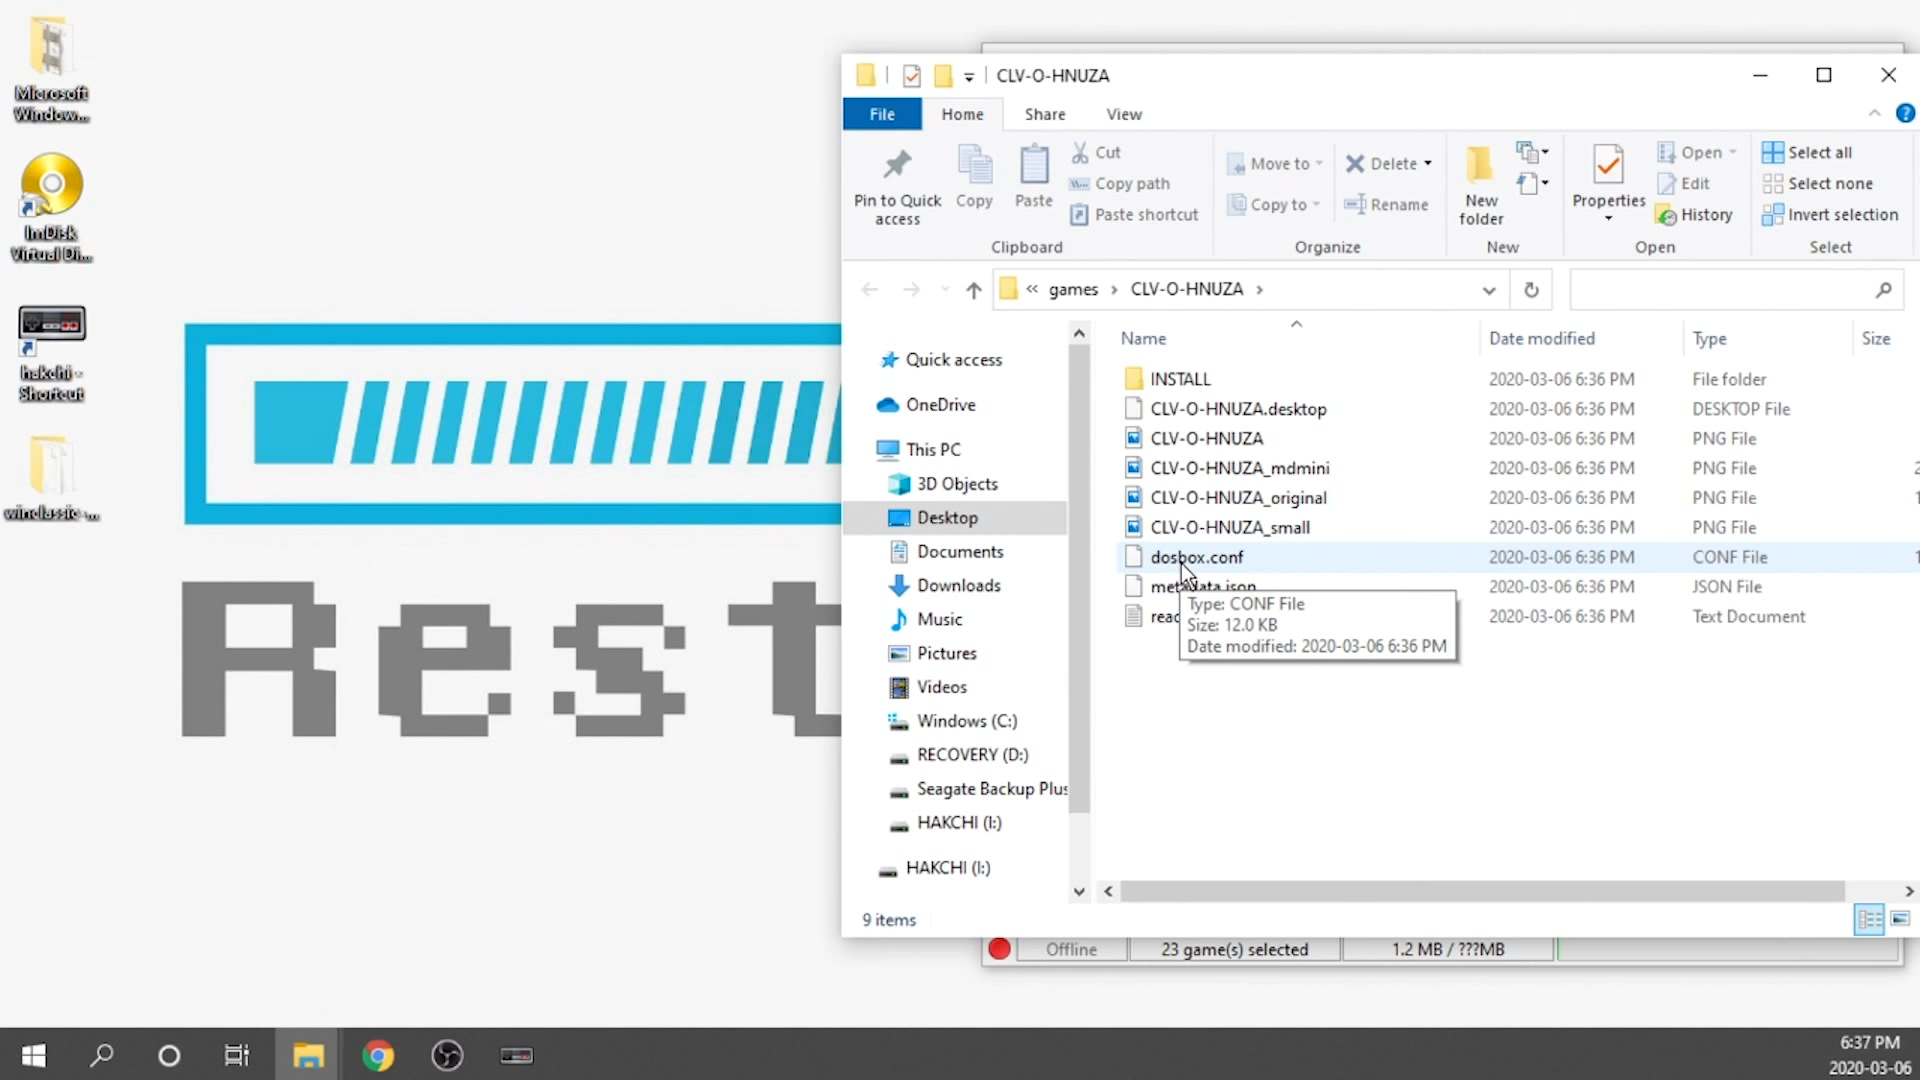 Microsoft
Window...
ImDisk
Virtual Di...
hakchi -
Shortcut
winclassic-...
Rest
CLV-O-HNUZA
File
Home
Share
View
Pin to Quick
access
Copy
Paste
Cut
Copy path
Paste shortcut
Clipboard
Move to
Copy to
Delete
Rename
Organize
New
folder
New
Properties
Open
Edit
History
Open
Select all
Select none
Invert selection
Select
« games › CLV-O-HNUZA ›
Quick access
OneDrive
This PC
3D Objects
Desktop
Documents
Downloads
Music
Pictures
Videos
Windows (C:)
RECOVERY (D:)
Seagate Backup Plus
HAKCHI (I:)
HAKCHI (I:)
Name Date modified Type Size
INSTALL 2020-03-06 6:36 PM File folder
CLV-O-HNUZA.desktop 2020-03-06 6:36 PM DESKTOP File
CLV-O-HNUZA 2020-03-06 6:36 PM PNG File
CLV-O-HNUZA_mdmini 2020-03-06 6:36 PM PNG File 2
CLV-O-HNUZA_original 2020-03-06 6:36 PM PNG File 1
CLV-O-HNUZA_small 2020-03-06 6:36 PM PNG File
dosbox.conf 2020-03-06 6:36 PM CONF File 1
metadata.json 2020-03-06 6:36 PM JSON File
reac 2020-03-06 6:36 PM Text Document
Type: CONF File
Size: 12.0 KB
Date modified: 2020-03-06 6:36 PM
9 items
Offline
23 game(s) selected
1.2 MB / ???MB
6:37 PM
2020-03-06